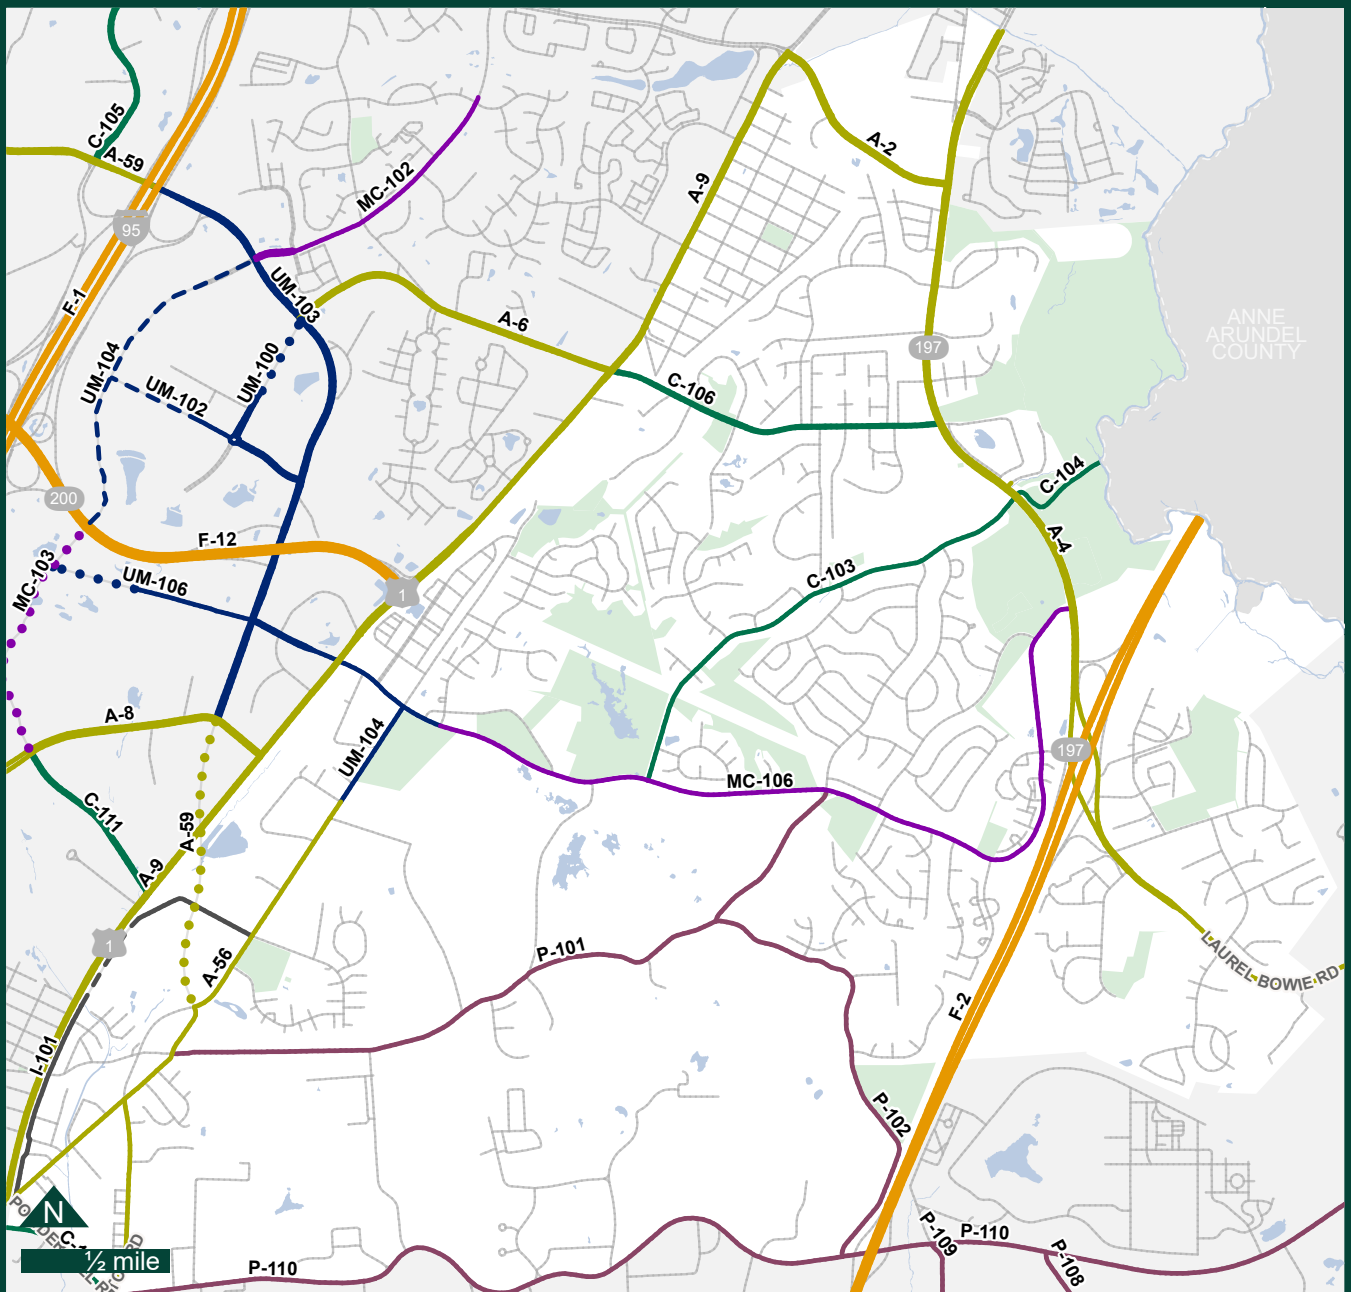 C-105
A-59
MC-102
95
F-1
UM-103
A-6
UM-104
UM-102
UM-100
A-9
A-2
197
ANNE
ARUNDEL
COUNTY
C-106
C-104
A-4
C-103
200
F-12
1
MC-103
UM-106
A-8
UM-104
MC-106
197
C-111
A-59
A-9
1
A-56
P-101
I-101
F-2
LAUREL-BOWIE RD
P-102
N
½ mile
P-110
P-109
P-110
P-108